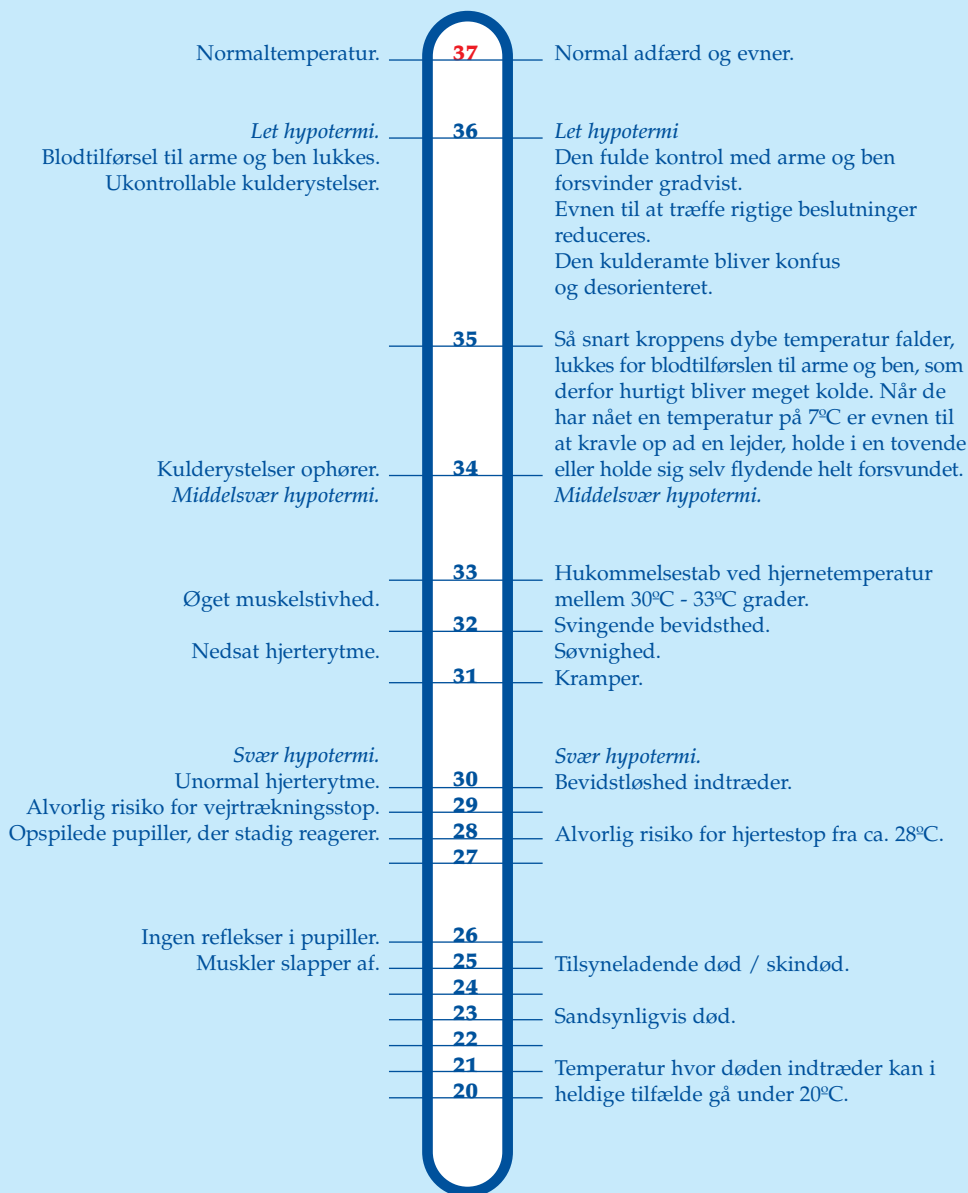 Normaltemperatur. 37 Normal adfærd og evner.
Let hypotermi. 36 Let hypotermi
Blodtilførsel til arme og ben lukkes. Den fulde kontrol med arme og ben
Ukontrollable kulderystelser. forsvinder gradvist.
Evnen til at træffe rigtige beslutninger
reduceres.
Den kulderamte bliver konfus
og desorienteret.
35 Så snart kroppens dybe temperatur falder,
lukkes for blodtilførslen til arme og ben, som
derfor hurtigt bliver meget kolde. Når de
har nået en temperatur på 7ºC er evnen til
at kravle op ad en lejder, holde i en tovende
Kulderystelser ophører. 34 eller holde sig selv flydende helt forsvundet.
Middelsvær hypotermi. Middelsvær hypotermi.
33 Hukommelsestab ved hjernetemperatur
Øget muskelstivhed. mellem 30ºC - 33ºC grader.
32 Svingende bevidsthed.
Nedsat hjerterytme. Søvnighed.
31 Kramper.
Svær hypotermi. Svær hypotermi.
Unormal hjerterytme. 30 Bevidstløshed indtræder.
Alvorlig risiko for vejrtrækningsstop. 29
Opspilede pupiller, der stadig reagerer. 28 Alvorlig risiko for hjertestop fra ca. 28ºC.
27
Ingen reflekser i pupiller. 26
Muskler slapper af. 25 Tilsyneladende død / skindød.
24
23 Sandsynligvis død.
22
21 Temperatur hvor døden indtræder kan i
20 heldige tilfælde gå under 20ºC.